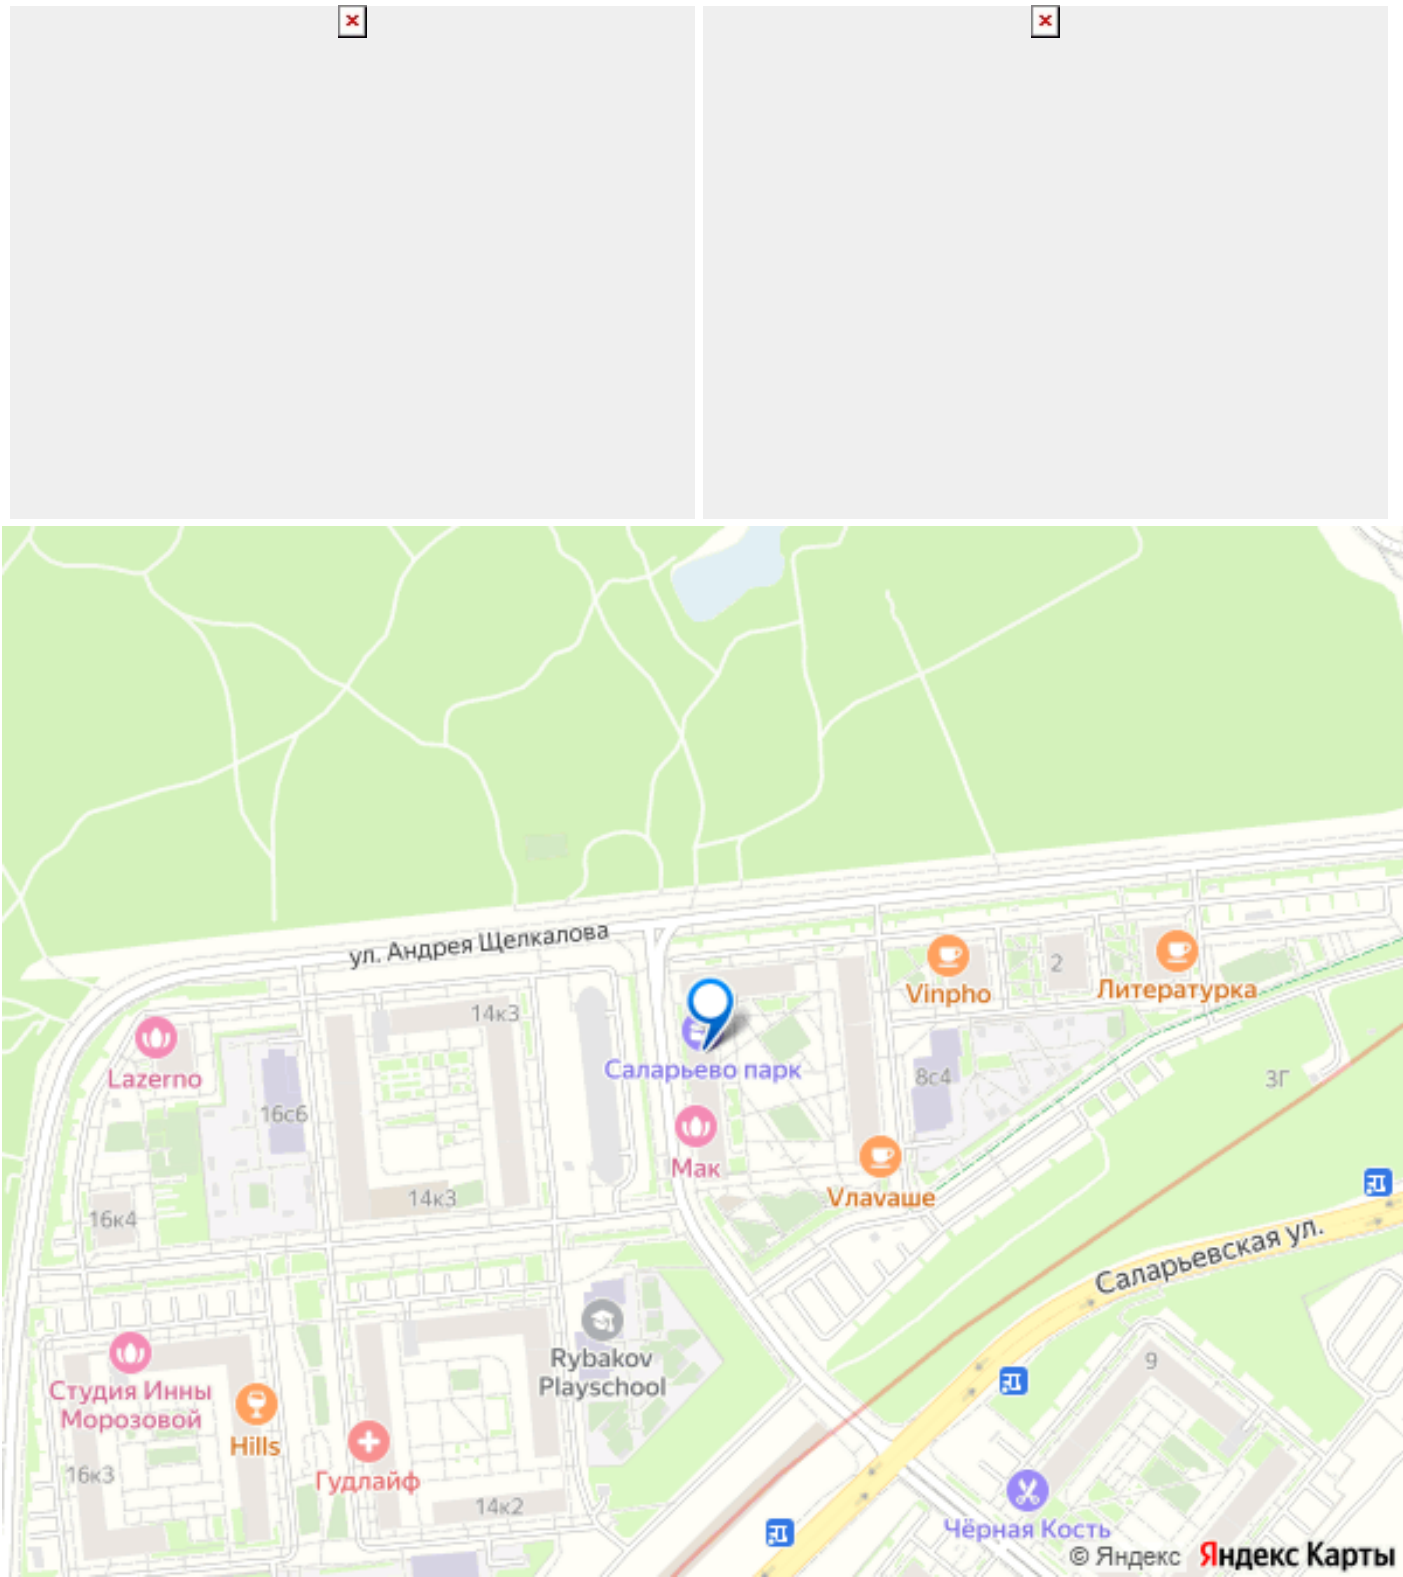 ул. Андрея Щелкалова
Vinpho
2
Литературка
14к3
Lazerno
Саларьево парк
8с4
3Г
16с6
Мак
Vлаvаше
14к3
16к4
Саларьевская ул.
Rybakov
Playschool
9
Студия Инны
Морозовой
Hills
Гудлайф
16к3
14к2
Чёрная Кость
© Яндекс Яндекс Карты